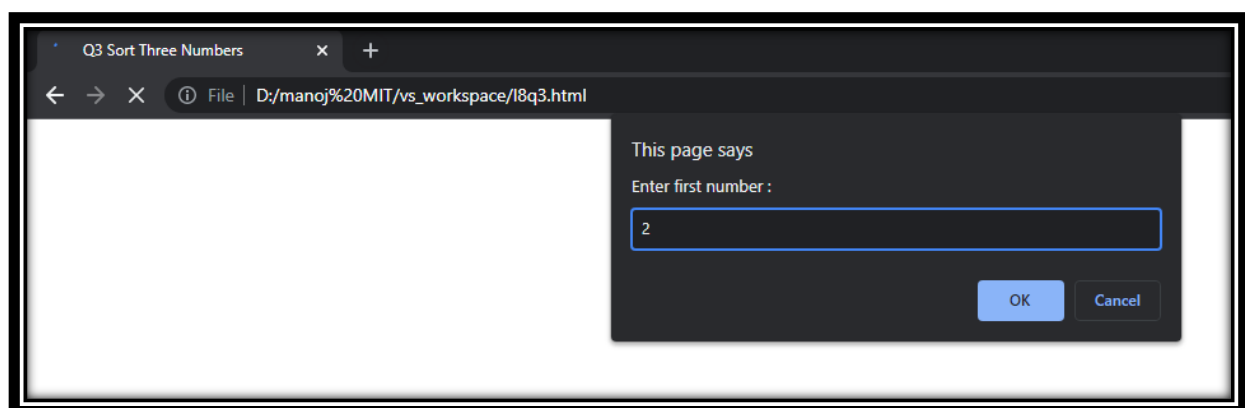 Q3 Sort Three Numbers
File D:/manoj%20MIT/vs_workspace/l8q3.html
This page says
Enter first number :
2
OK Cancel